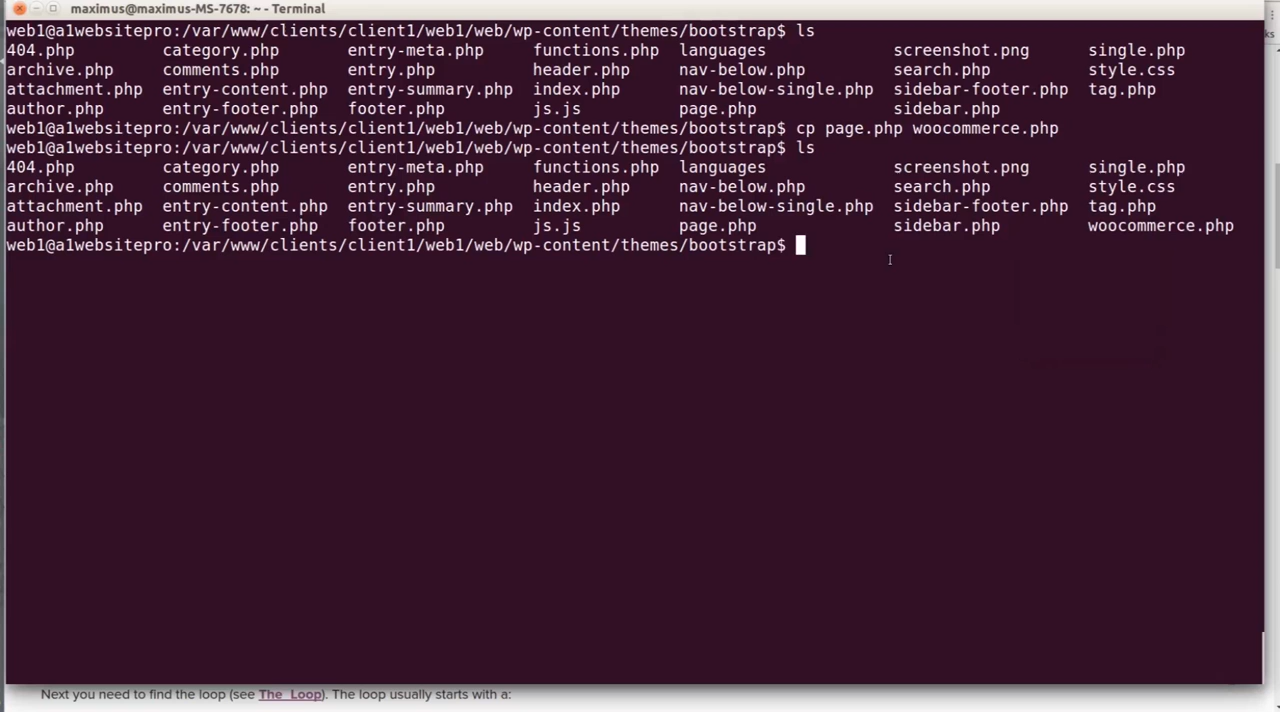 maximus@maximus-MS-7678: ~ - Terminal
web1@a1websitepro:/var/www/clients/client1/web1/web/wp-content/themes/bootstrap$ ls
404.php category.php entry-meta.php functions.php languages screenshot.png single.php
archive.php comments.php entry.php header.php nav-below.php search.php style.css
attachment.php entry-content.php entry-summary.php index.php nav-below-single.php sidebar-footer.php tag.php
author.php entry-footer.php footer.php js.js page.php sidebar.php
web1@a1websitepro:/var/www/clients/client1/web1/web/wp-content/themes/bootstrap$ cp page.php woocommerce.php
web1@a1websitepro:/var/www/clients/client1/web1/web/wp-content/themes/bootstrap$ ls
404.php category.php entry-meta.php functions.php languages screenshot.png single.php
archive.php comments.php entry.php header.php nav-below.php search.php style.css
attachment.php entry-content.php entry-summary.php index.php nav-below-single.php sidebar-footer.php tag.php
author.php entry-footer.php footer.php js.js page.php sidebar.php woocommerce.php
web1@a1websitepro:/var/www/clients/client1/web1/web/wp-content/themes/bootstrap$
Next you need to find the loop (see The_Loop). The loop usually starts with a: